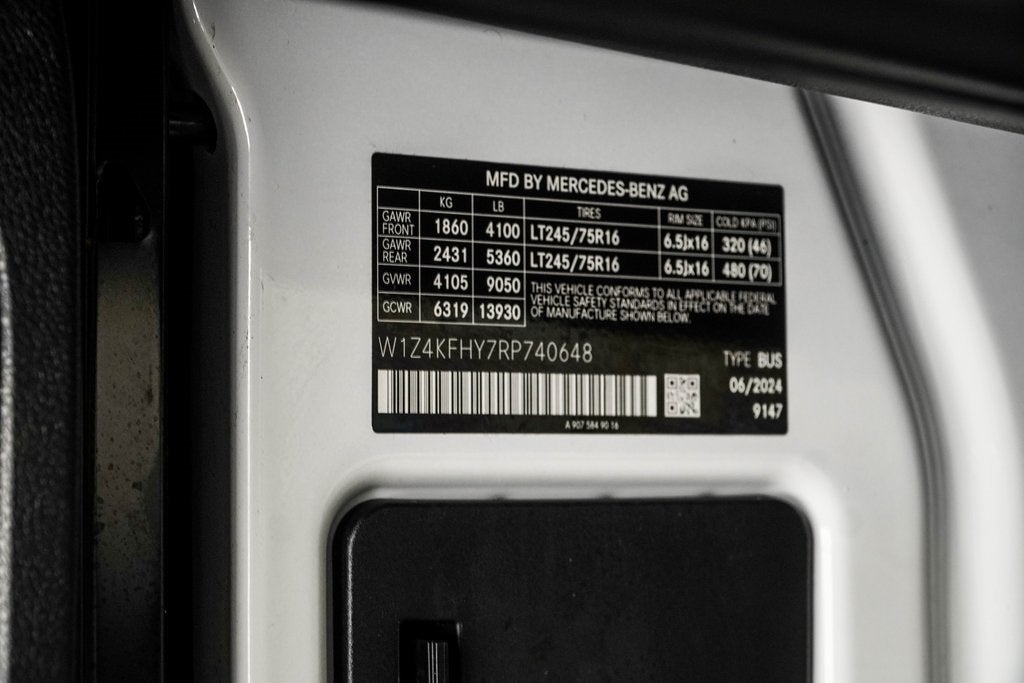 MFD BY MERCEDES-BENZ AG
KG LB TIRES RIM SIZE COLD KPA (PSI)
GAWR FRONT 1860 4100 LT245/75R16 6.5Jx16 320 (46)
GAWR REAR 2431 5360 LT245/75R16 6.5Jx16 480 (70)
GVWR 4105 9050
GCWR 6319 13930
THIS VEHICLE CONFORMS TO ALL APPLICABLE FEDERAL
VEHICLE SAFETY STANDARDS IN EFFECT ON THE DATE
OF MANUFACTURE SHOWN BELOW.
W1Z4KFHY7RP740648
TYPE BUS
06/2024
9147
A 907 584 90 16